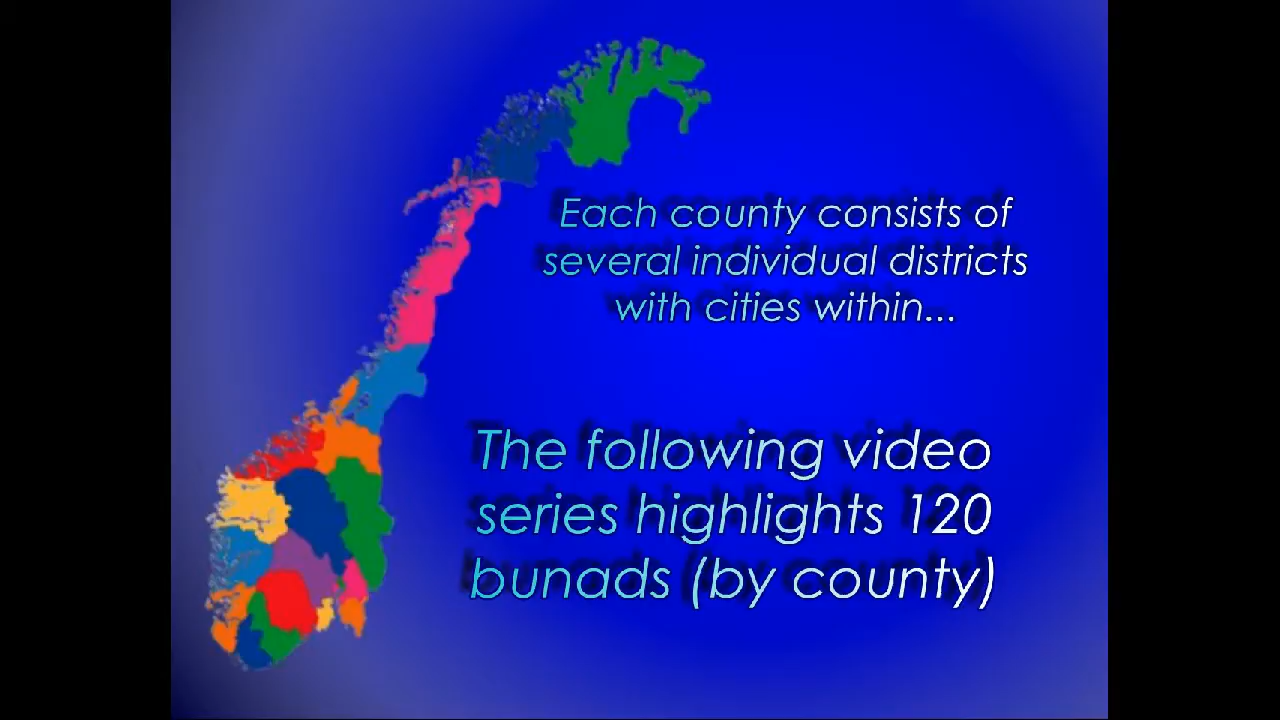 Each county consists of
several individual districts
with cities within...
The following video
series highlights 120
bunads (by county)